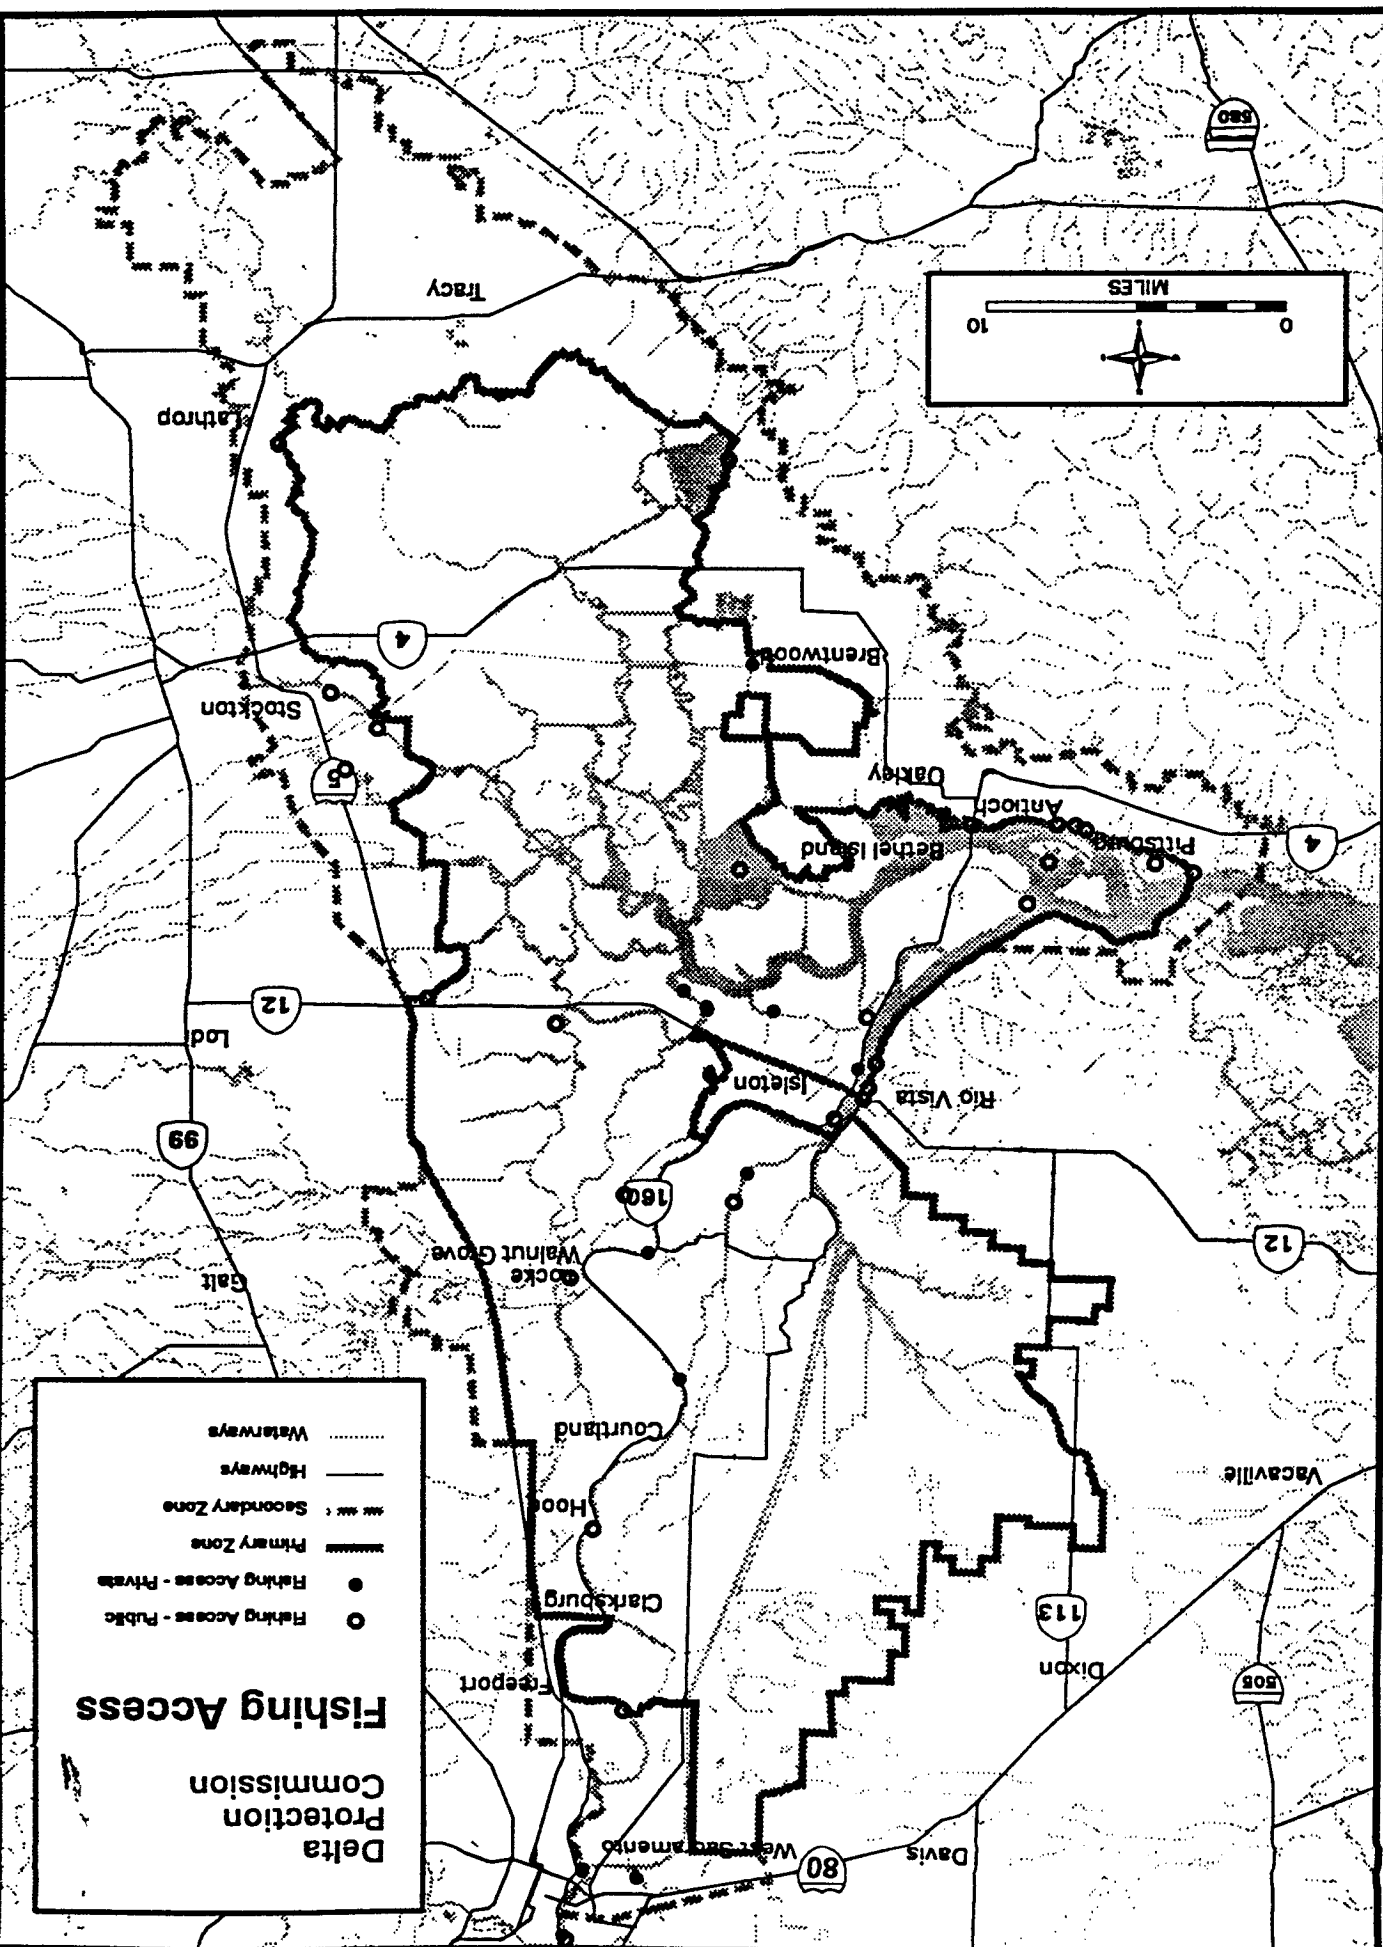 Delta
Protection
Commission
Fishing Access
Fishing Access - Public
Fishing Access - Private
Primary Zone
Secondary Zone
Highways
Waterways
80
West Sacramento
Davis
Freeport
Dixon
505
113
Clarksburg
Hood
Vacaville
Courtland
Galt
Locke
Walnut Grove
12
160
99
Rio Vista
Isleton
Lodi
12
4
Pittsburg
Bethel Island
Antioch
Oakley
5
Stockton
Brentwood
4
Lathrop
0
10
MILES
Tracy
580